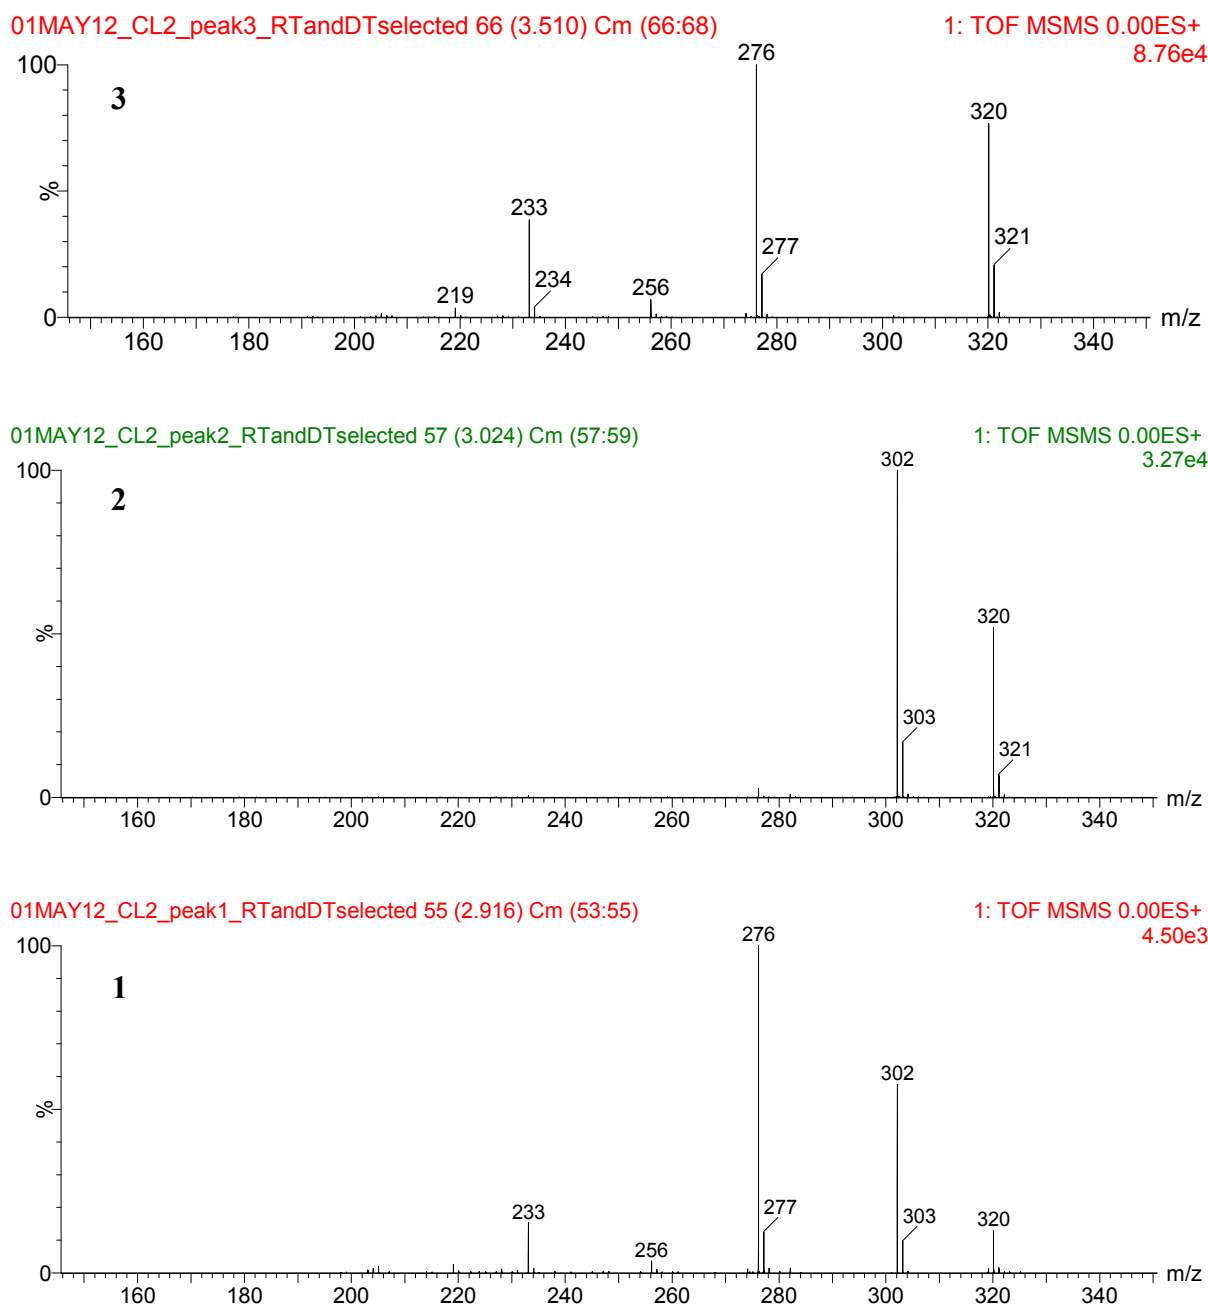 01MAY12_CL2_peak3_RTandDTselected 66 (3.510) Cm (66:68)
1: TOF MSMS 0.00ES+
8.76e4
100
3
%
0
276
320
233
321
277
234
256
219
m/z
160 180 200 220 240 260 280 300 320 340
01MAY12_CL2_peak2_RTandDTselected 57 (3.024) Cm (57:59)
1: TOF MSMS 0.00ES+
3.27e4
100
2
%
0
302
320
303
321
m/z
160 180 200 220 240 260 280 300 320 340
01MAY12_CL2_peak1_RTandDTselected 55 (2.916) Cm (53:55)
1: TOF MSMS 0.00ES+
4.50e3
100
1
%
0
276
302
233
277
303
320
256
m/z
160 180 200 220 240 260 280 300 320 340